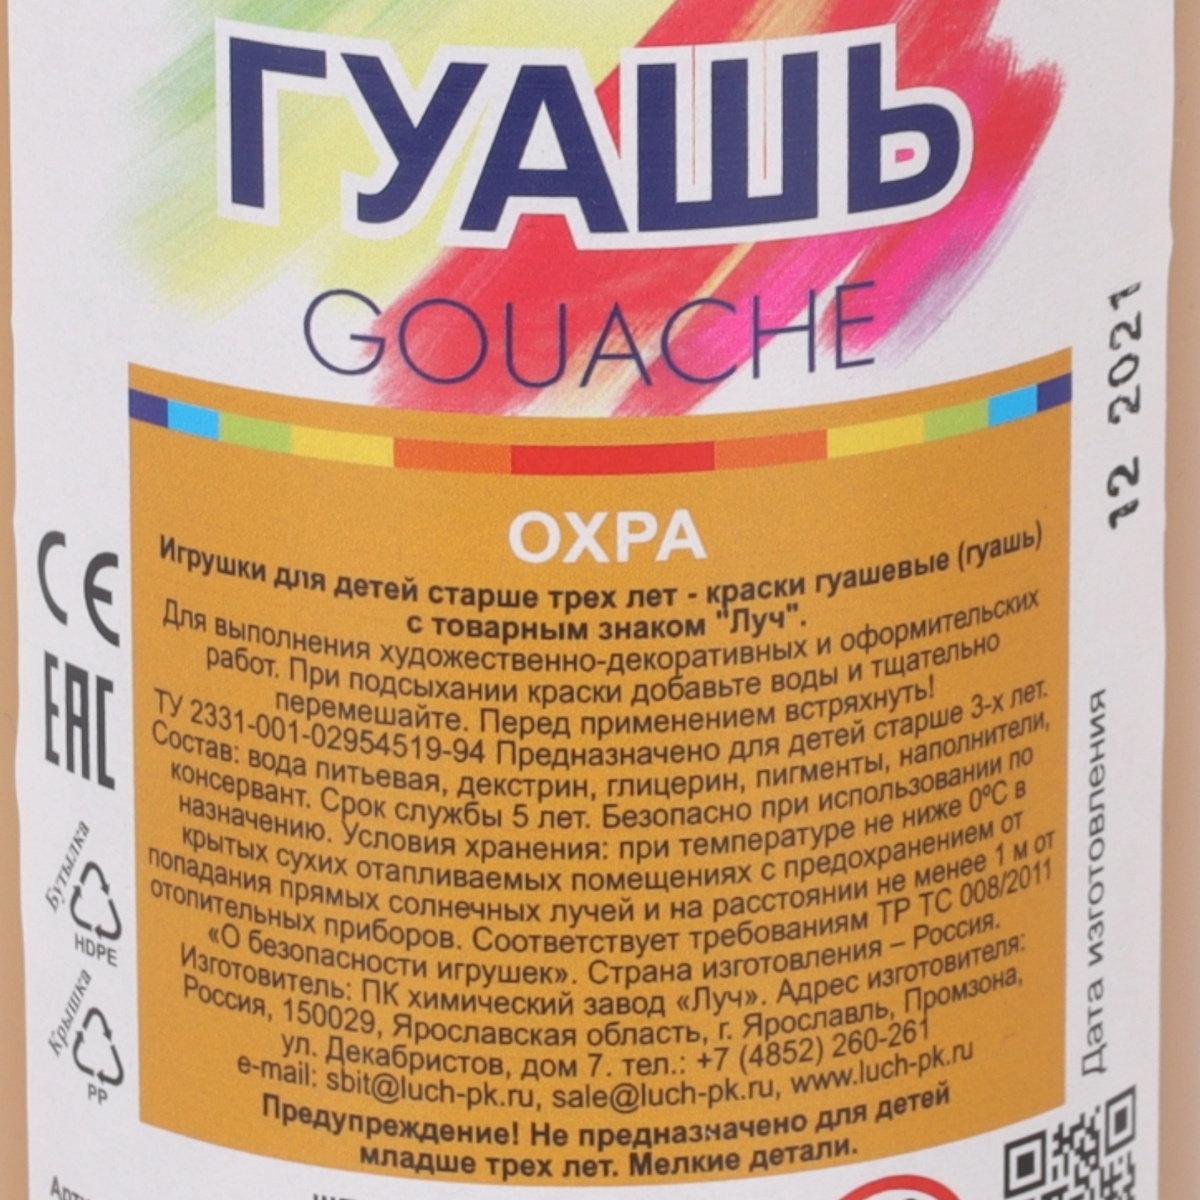 ГУАШЬ
GOUACHE
ОХРА
Игрушки для детей старше трех лет - краски гуашевые (гуашь)
с товарным знаком "Луч".
Для выполнения художественно-декоративных и оформительских
работ. При подсыхании краски добавьте воды и тщательно
перемешайте. Перед применением встряхнуть!
ТУ 2331-001-02954519-94 Предназначено для детей старше 3-х лет.
Состав: вода питьевая, декстрин, глицерин, пигменты, наполнители,
консервант. Срок службы 5 лет. Безопасно при использовании по
назначению. Условия хранения: при температуре не ниже 0ºС в
крытых сухих отапливаемых помещениях с предохранением от
попадания прямых солнечных лучей и на расстоянии не менее 1 м от
отопительных приборов. Соответствует требованиям ТР ТС 008/2011
«О безопасности игрушек». Страна изготовления – Россия.
Изготовитель: ПК химический завод «Луч». Адрес изготовителя:
Россия, 150029, Ярославская область, г. Ярославль, Промзона,
ул. Декабристов, дом 7. тел.: +7 (4852) 260-261
e-mail: sbit@luch-pk.ru, sale@luch-pk.ru, www.luch-pk.ru
Предупреждение! Не предназначено для детей
младше трех лет. Мелкие детали.
CE
EAC
Бутылка
HDPE
Крышка
PP
12 2021
Дата изготовления